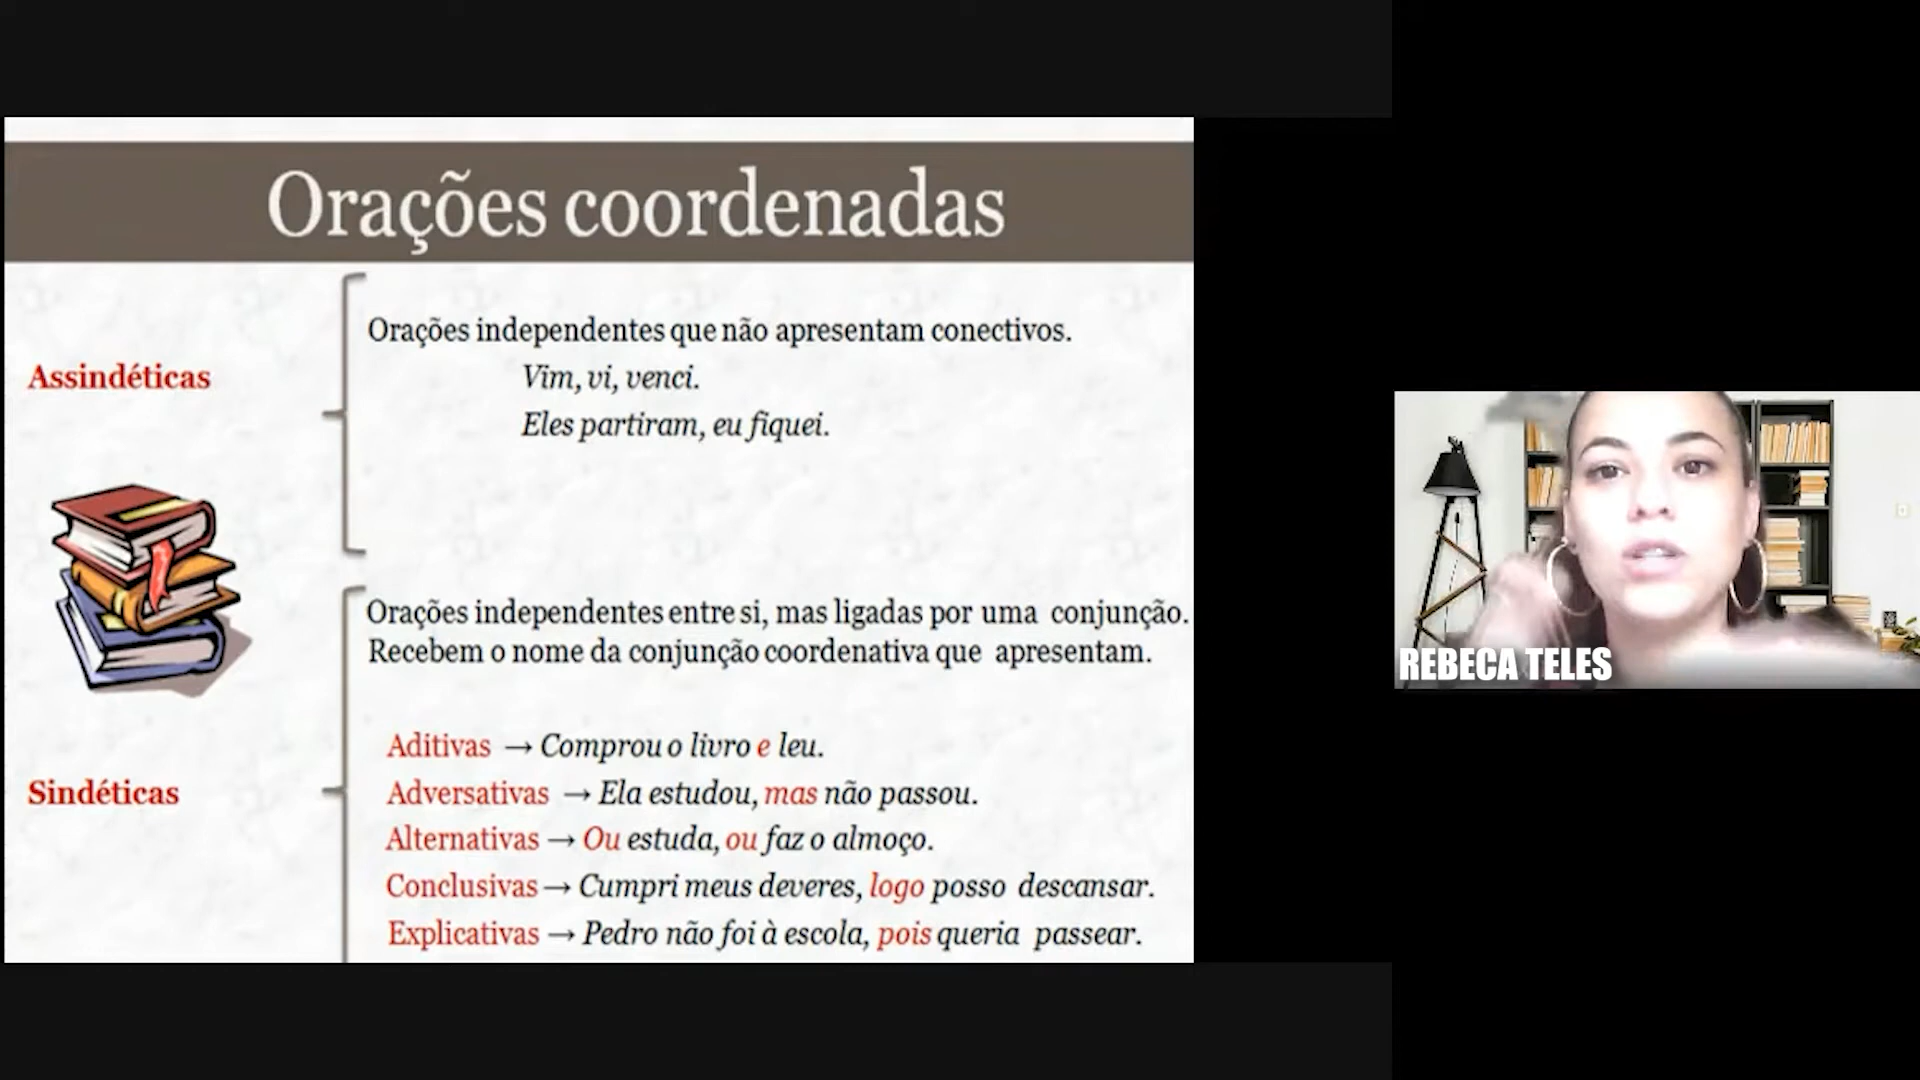 Orações coordenadas
Assindéticas
Orações independentes que não apresentam conectivos.
Vim, vi, venci.
Eles partiram, eu fiquei.
Sindéticas
Orações independentes entre si, mas ligadas por uma conjunção.
Recebem o nome da conjunção coordenativa que apresentam.
Aditivas → Comprou o livro e leu.
Adversativas → Ela estudou, mas não passou.
Alternativas → Ou estuda, ou faz o almoço.
Conclusivas → Cumpri meus deveres, logo posso descansar.
Explicativas → Pedro não foi à escola, pois queria passear.
REBECA TELES